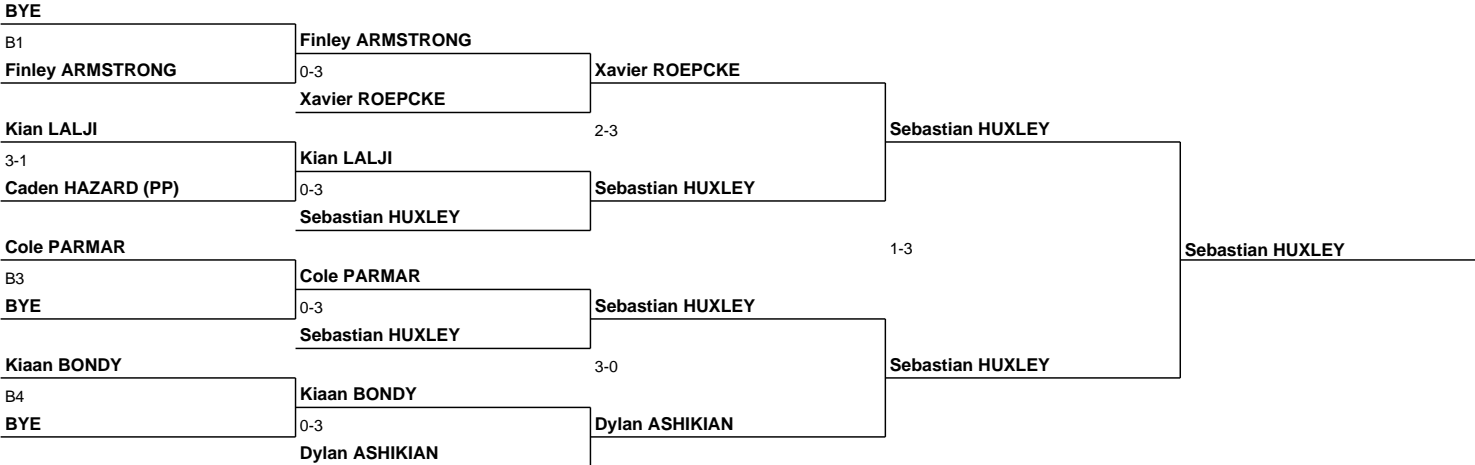 BYE
B1
Finley ARMSTRONG
Finley ARMSTRONG
0-3
Xavier ROEPCKE
Xavier ROEPCKE
Kian LALJI
3-1
Caden HAZARD (PP)
Kian LALJI
0-3
Sebastian HUXLEY
2-3
Sebastian HUXLEY
Sebastian HUXLEY
Cole PARMAR
B3
BYE
Cole PARMAR
0-3
Sebastian HUXLEY
Sebastian HUXLEY
Kiaan BONDY
B4
BYE
Kiaan BONDY
0-3
Dylan ASHIKIAN
3-0
Dylan ASHIKIAN
Sebastian HUXLEY
1-3
Sebastian HUXLEY